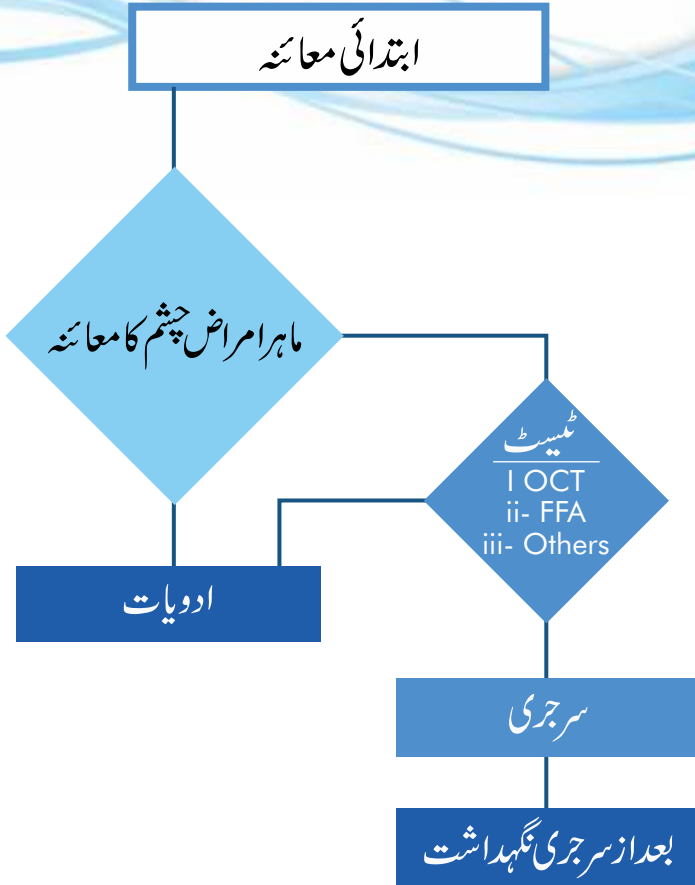 ابتدائی معائنہ
ماہر امراض چشم کا معائنہ
ٹیسٹ
I OCT
ii- FFA
iii- Others
ادویات
سرجری
بعد از سرجری نگہداشت